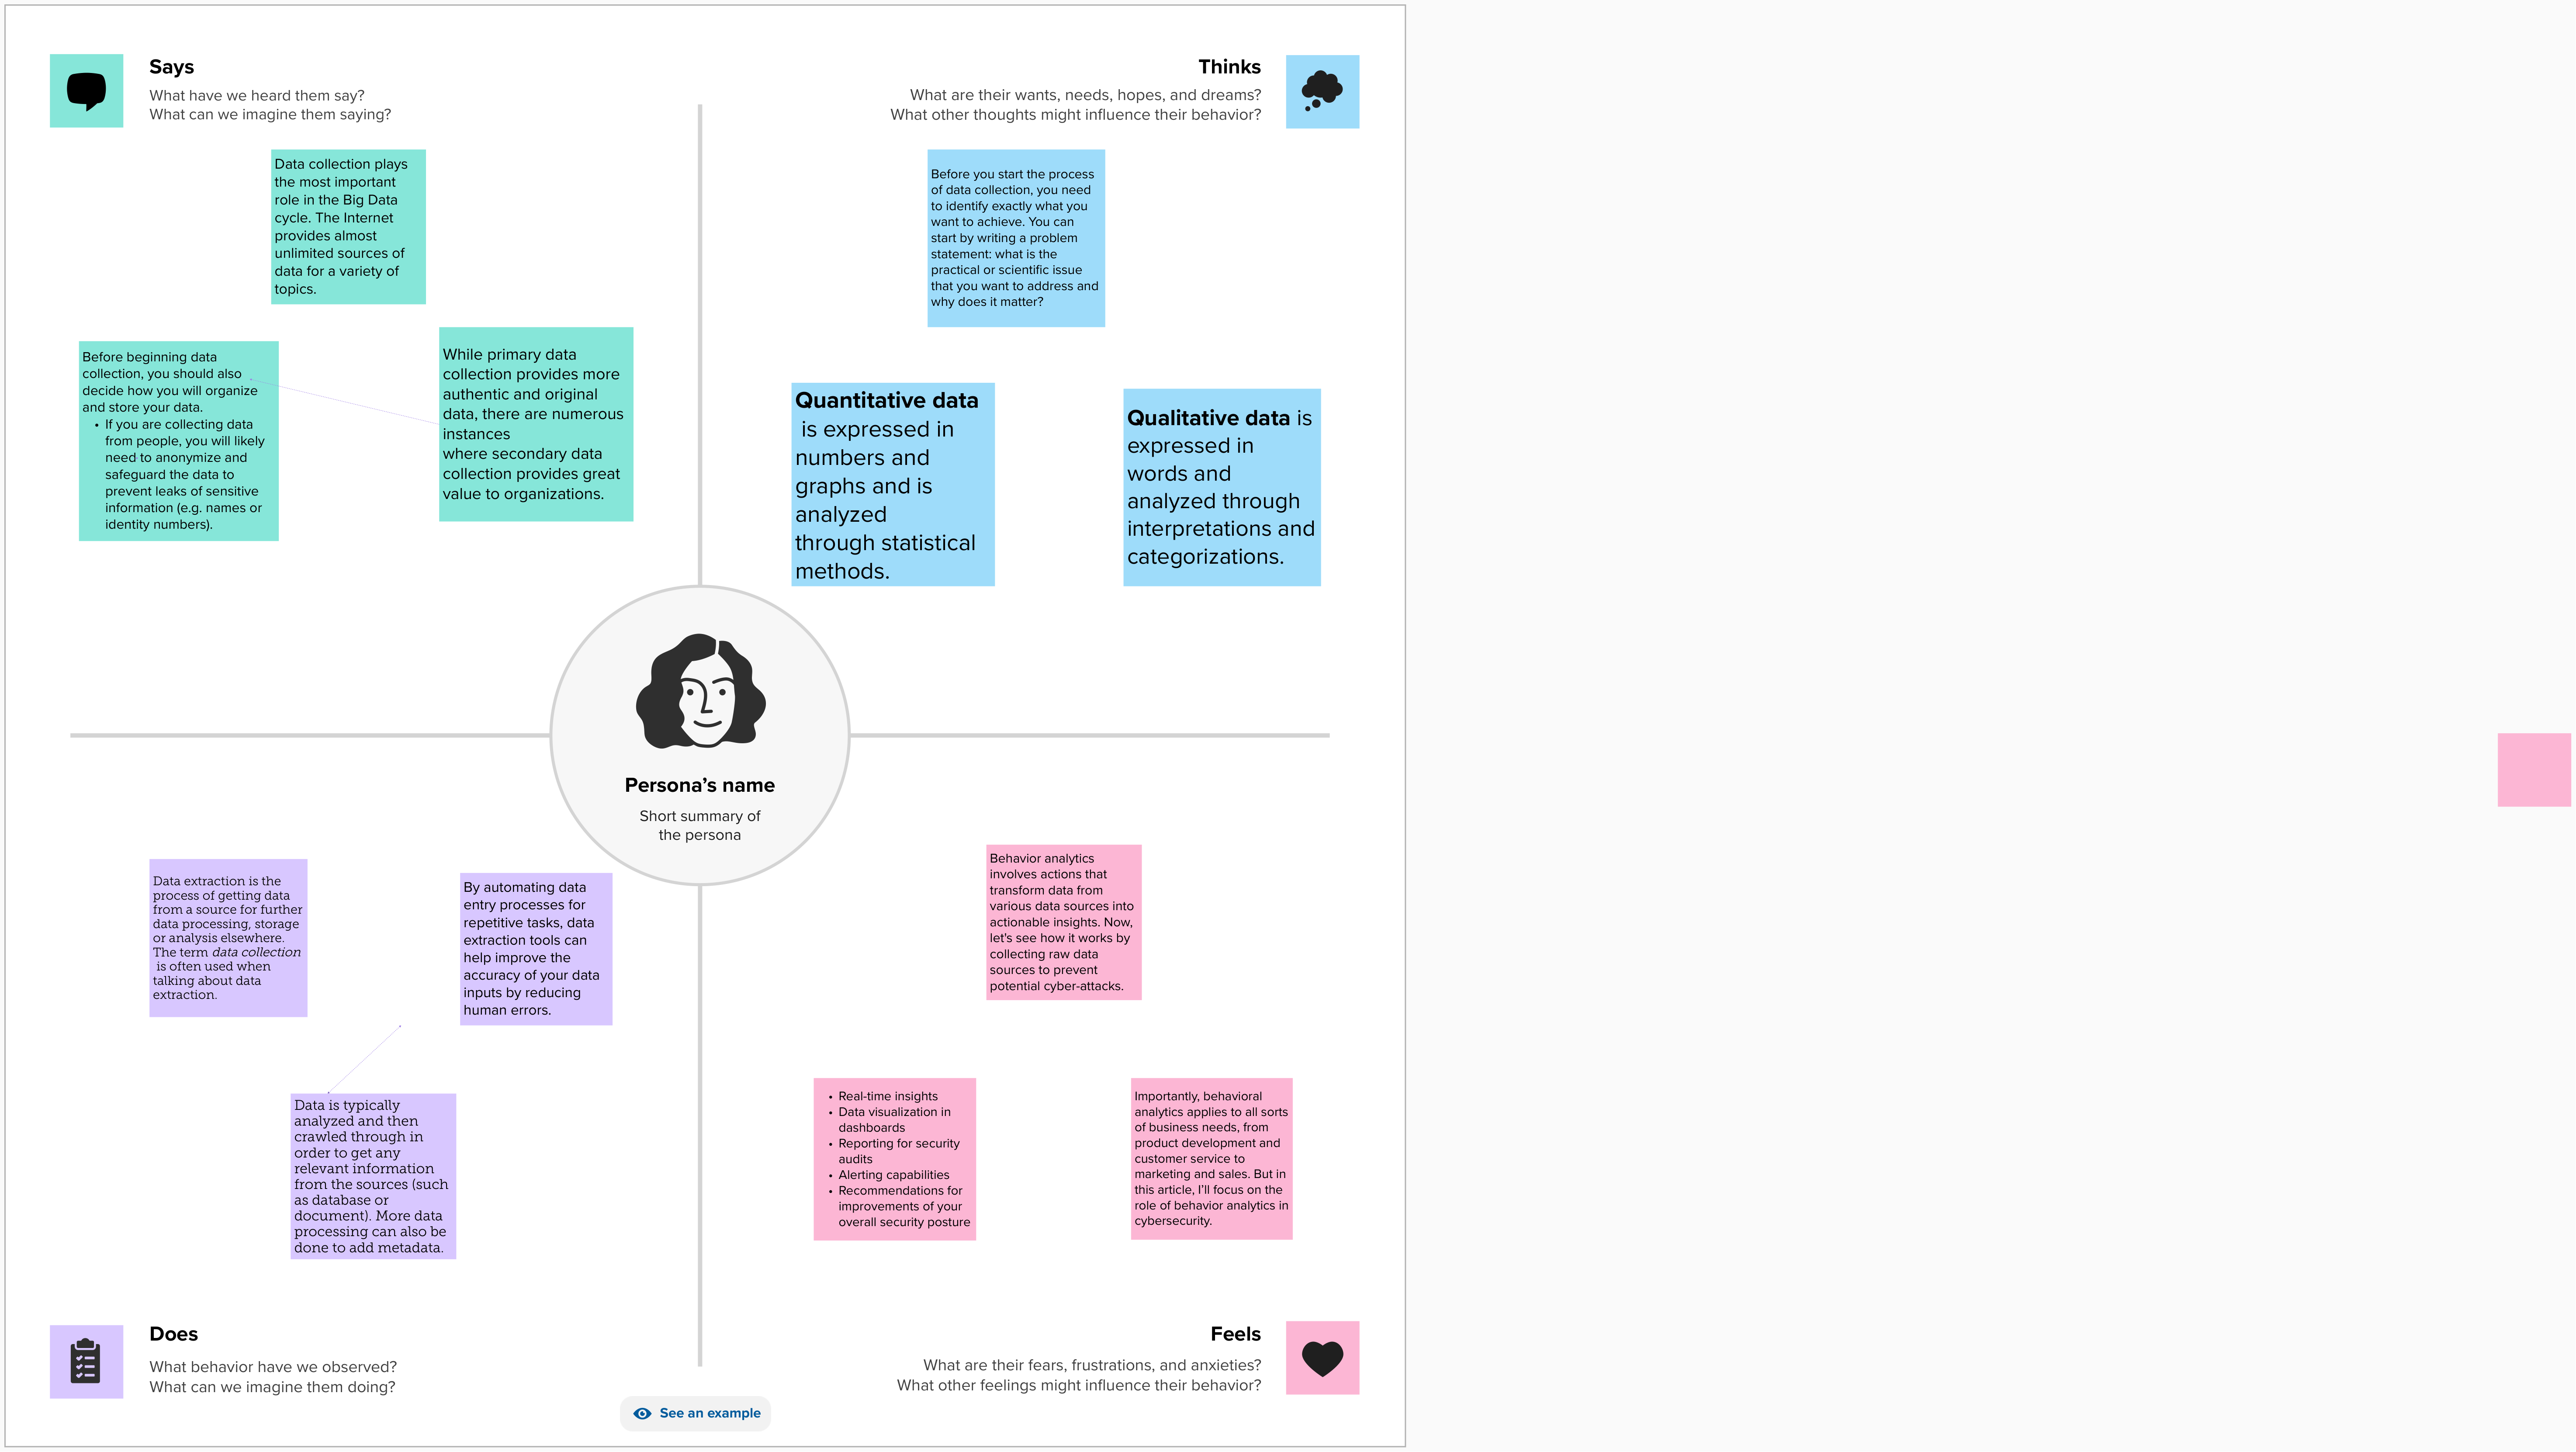 Says
What have we heard them say?
What can we imagine them saying?
Data collection plays
the most important
role in the Big Data
cycle. The Internet
provides almost
unlimited sources of
data for a variety of
topics.
Before beginning data
collection, you should also
decide how you will organize
and store your data.
• If you are collecting data
from people, you will likely
need to anonymize and
safeguard the data to
prevent leaks of sensitive
information (e.g. names or
identity numbers).
While primary data
collection provides more
authentic and original
data, there are numerous
instances
where secondary data
collection provides great
value to organizations.
Thinks
What are their wants, needs, hopes, and dreams?
What other thoughts might influence their behavior?
Before you start the process
of data collection, you need
to identify exactly what you
want to achieve. You can
start by writing a problem
statement: what is the
practical or scientific issue
that you want to address and
why does it matter?
Quantitative data
is expressed in
numbers and
graphs and is
analyzed
through statistical
methods.
Qualitative data is
expressed in
words and
analyzed through
interpretations and
categorizations.
Persona’s name
Short summary of
the persona
Data extraction is the
process of getting data
from a source for further
data processing, storage
or analysis elsewhere.
The term data collection
is often used when
talking about data
extraction.
By automating data
entry processes for
repetitive tasks, data
extraction tools can
help improve the
accuracy of your data
inputs by reducing
human errors.
Data is typically
analyzed and then
crawled through in
order to get any
relevant information
from the sources (such
as database or
document). More data
processing can also be
done to add metadata.
Does
What behavior have we observed?
What can we imagine them doing?
Behavior analytics
involves actions that
transform data from
various data sources into
actionable insights. Now,
let's see how it works by
collecting raw data
sources to prevent
potential cyber-attacks.
• Real-time insights
• Data visualization in
dashboards
• Reporting for security
audits
• Alerting capabilities
• Recommendations for
improvements of your
overall security posture
Importantly, behavioral
analytics applies to all sorts
of business needs, from
product development and
customer service to
marketing and sales. But in
this article, I’ll focus on the
role of behavior analytics in
cybersecurity.
Feels
What are their fears, frustrations, and anxieties?
What other feelings might influence their behavior?
See an example